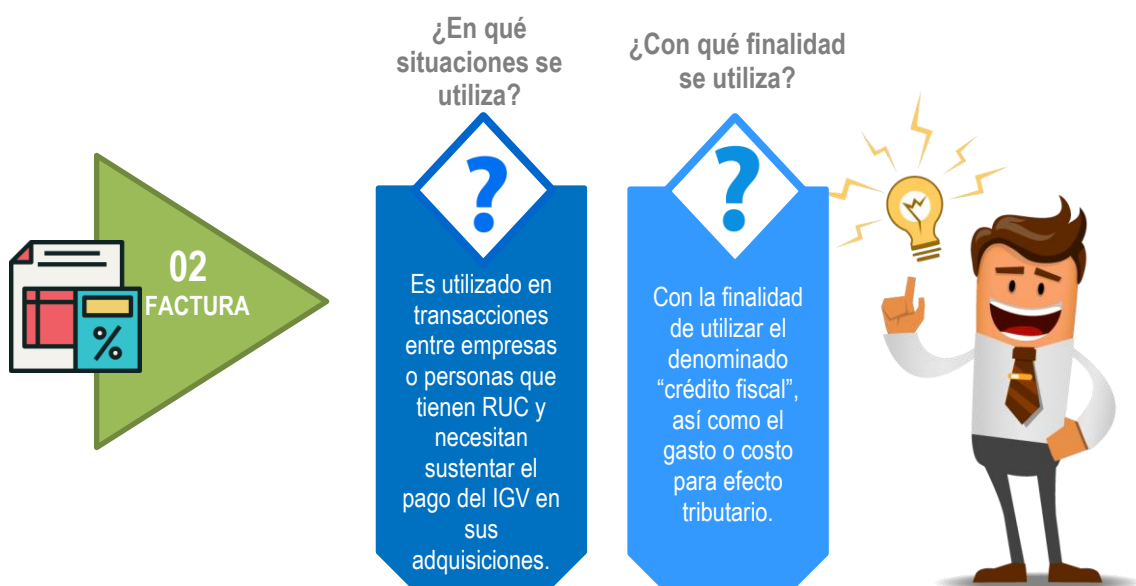 ¿En qué
situaciones se
utiliza?
¿Con qué finalidad
se utiliza?
02
FACTURA
%
?
Es utilizado en
transacciones
entre empresas
o personas que
tienen RUC y
necesitan
sustentar el
pago del IGV en
sus
adquisiciones.
?
Con la finalidad
de utilizar el
denominado
“crédito fiscal”,
así como el
gasto o costo
para efecto
tributario.